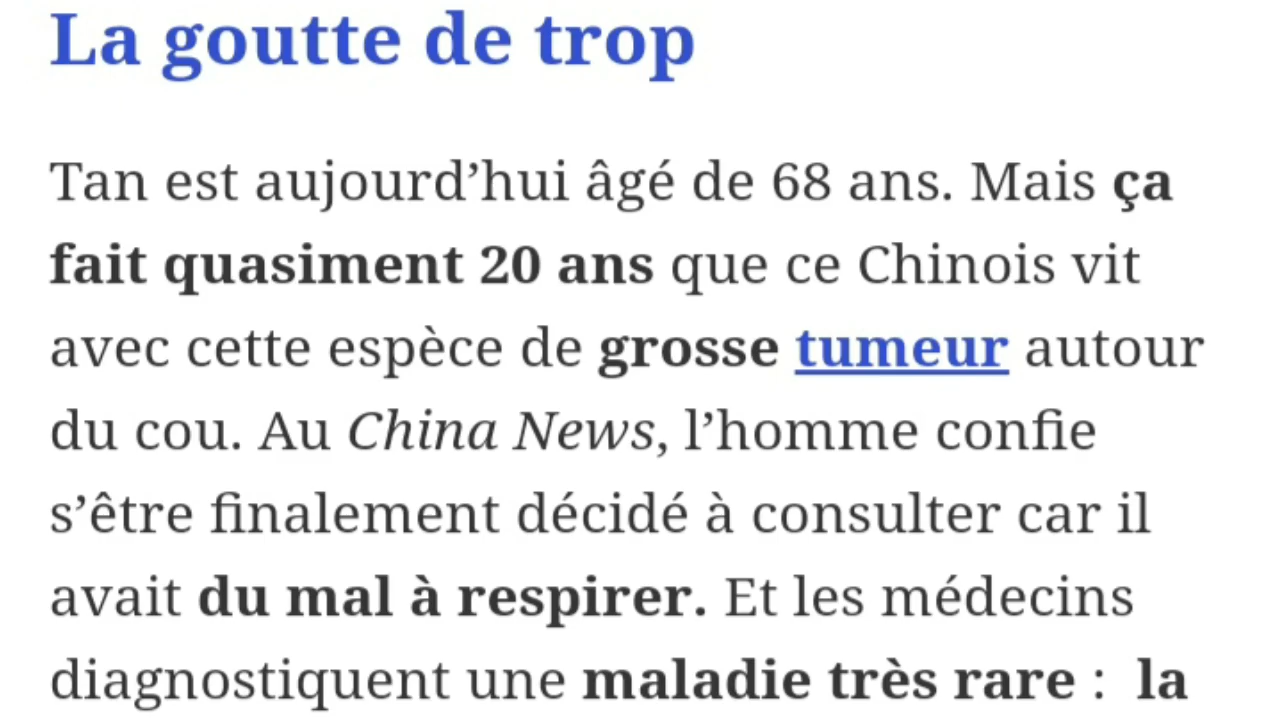 La goutte de trop
Tan est aujourd’hui âgé de 68 ans. Mais ça
fait quasiment 20 ans que ce Chinois vit
avec cette espèce de grosse tumeur autour
du cou. Au China News, l’homme confie
s’être finalement décidé à consulter car il
avait du mal à respirer. Et les médecins
diagnostiquent une maladie très rare :  la